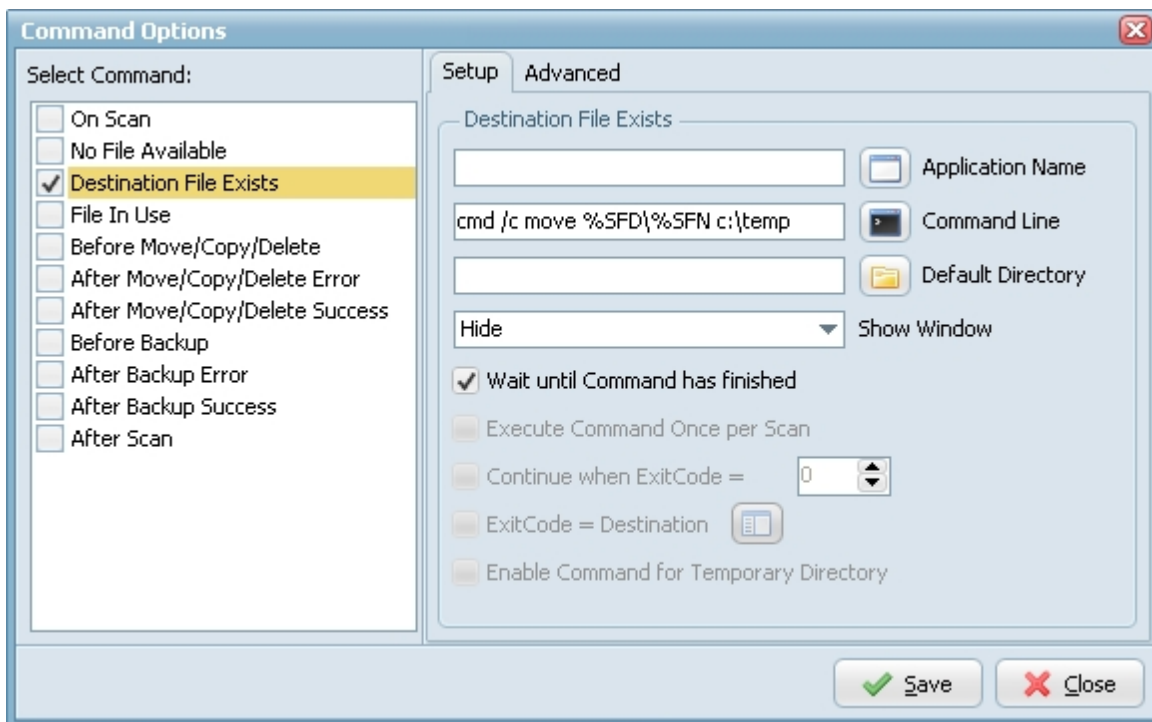 Command Options
Select Command:
On Scan
No File Available
Destination File Exists
File In Use
Before Move/Copy/Delete
After Move/Copy/Delete Error
After Move/Copy/Delete Success
Before Backup
After Backup Error
After Backup Success
After Scan
Setup Advanced
Destination File Exists
Application Name
cmd /c move %SFD\%SFN c:\temp Command Line
Default Directory
Hide Show Window
Wait until Command has finished
Execute Command Once per Scan
Continue when ExitCode = 0
ExitCode = Destination
Enable Command for Temporary Directory
Save Close